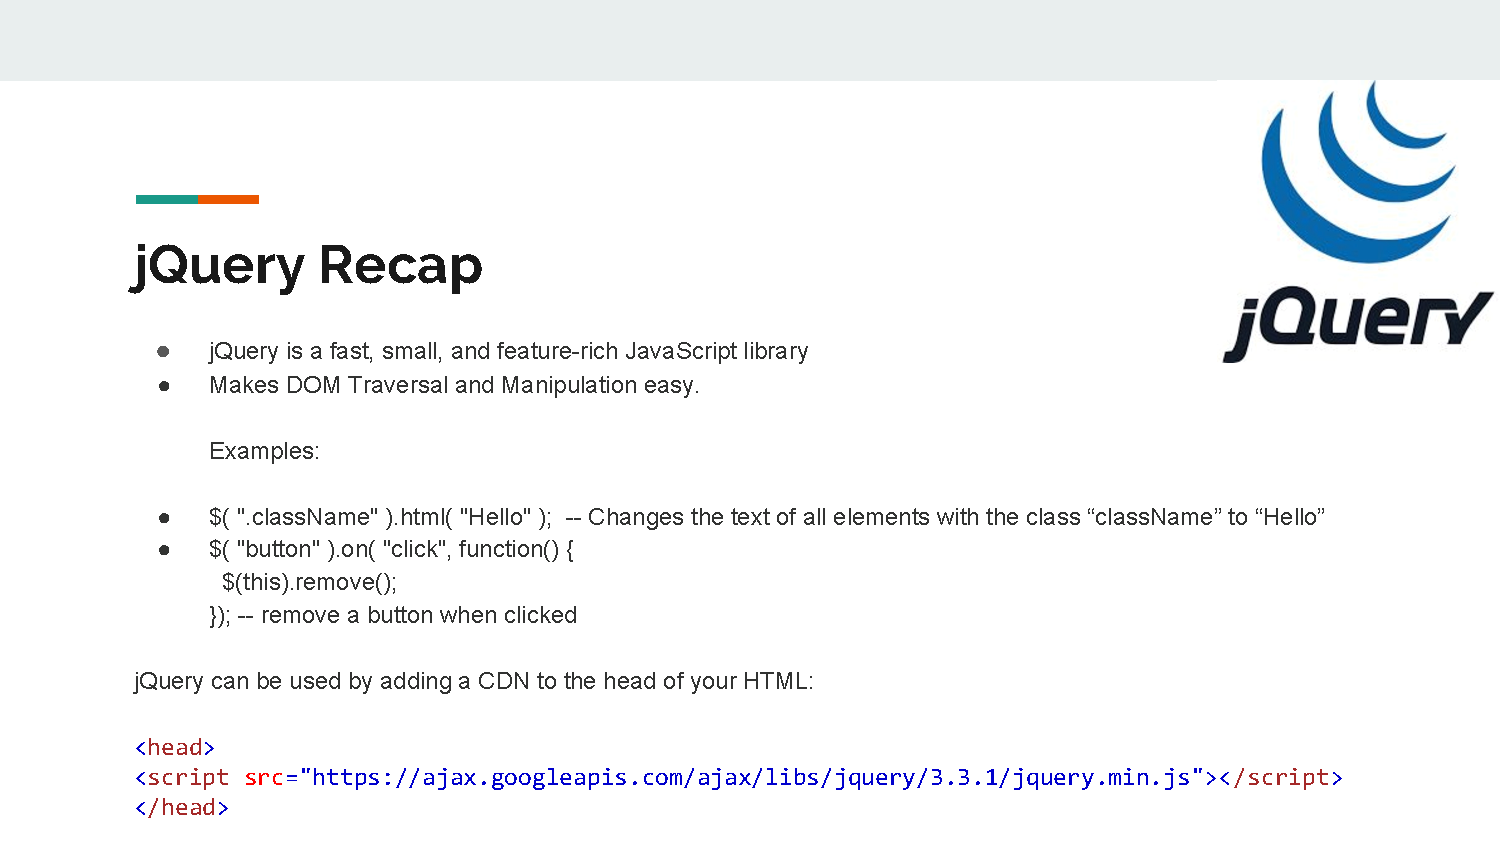 jQuery
jQuery Recap
● jQuery is a fast, small, and feature-rich JavaScript library
● Makes DOM Traversal and Manipulation easy.
Examples:
● $( ".className" ).html( "Hello" );  -- Changes the text of all elements with the class “className” to “Hello”
● $( "button" ).on( "click", function() {
$(this).remove();
}); -- remove a button when clicked
jQuery can be used by adding a CDN to the head of your HTML:
<head>
<script src="https://ajax.googleapis.com/ajax/libs/jquery/3.3.1/jquery.min.js"></script>
</head>